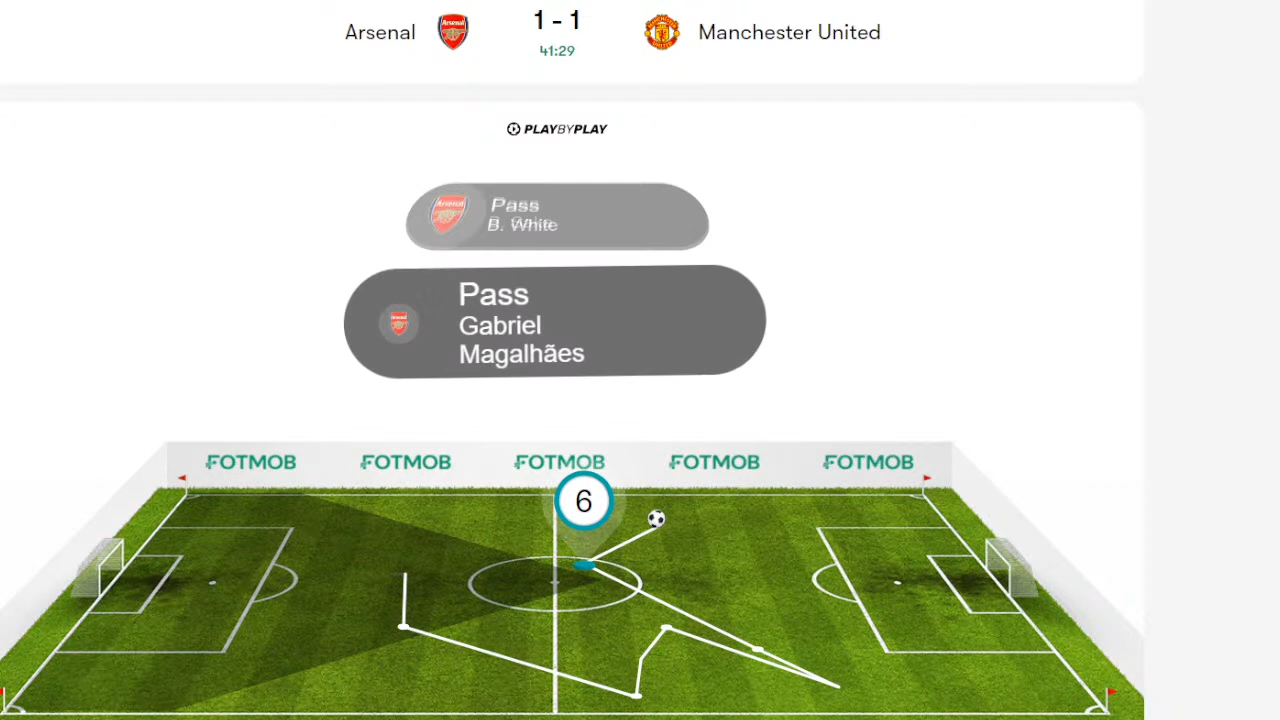 Arsenal
1 - 1
Manchester United
41:29
PLAYBYPLAY
Pass
B. White
Pass
Gabriel
Magalhães
FOTMOB FOTMOB FOTMOB FOTMOB FOTMOB
6